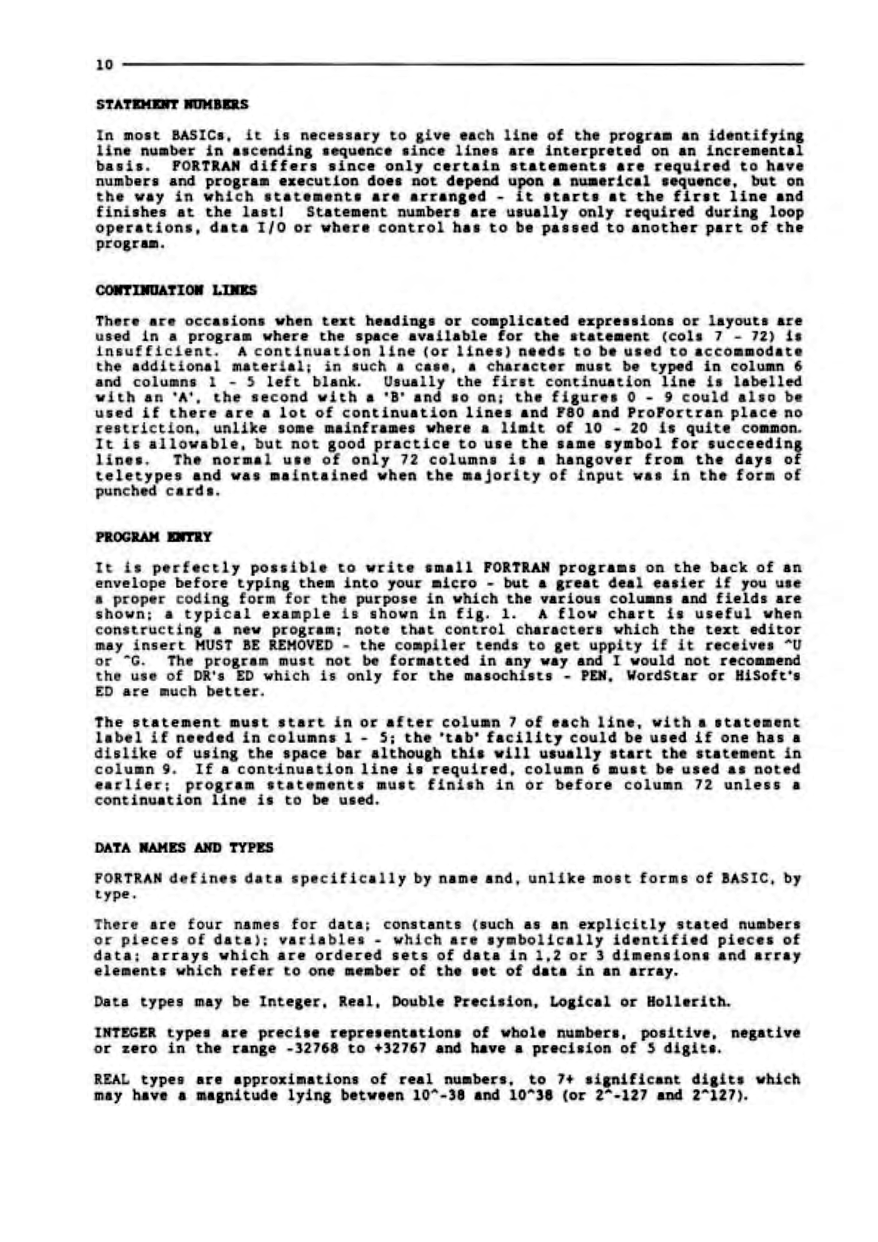 10
STATEMENT NUMBERS
In most BASICs, it is necessary to give each line of the program an identifying
line number in ascending sequence since lines are interpreted on an incremental
basis. FORTRAN differs since only certain statements are required to have
numbers and program execution does not depend upon a numerical sequence, but on
the way in which statements are arranged - it starts at the first line and
finishes at the last! Statement numbers are usually only required during loop
operations, data I/O or where control has to be passed to another part of the
program.
CONTINUATION LINES
There are occasions when text headings or complicated expressions or layouts are
used in a program where the space available for the statement (cols 7 - 72) is
insufficient. A continuation line (or lines) needs to be used to accommodate
the additional material; in such a case, a character must be typed in column 6
and columns 1 - 5 left blank. Usually the first continuation line is labelled
with an 'A', the second with a 'B' and so on; the figures 0 - 9 could also be
used if there are a lot of continuation lines and F80 and ProFortran place no
restriction, unlike some mainframes where a limit of 10 - 20 is quite common.
It is allowable, but not good practice to use the same symbol for succeeding
lines. The normal use of only 72 columns is a hangover from the days of
teletypes and was maintained when the majority of input was in the form of
punched cards.
PROGRAM ENTRY
It is perfectly possible to write small FORTRAN programs on the back of an
envelope before typing them into your micro - but a great deal easier if you use
a proper coding form for the purpose in which the various columns and fields are
shown; a typical example is shown in fig. 1. A flow chart is useful when
constructing a new program; note that control characters which the text editor
may insert MUST BE REMOVED - the compiler tends to get uppity if it receives ^U
or ^G. The program must not be formatted in any way and I would not recommend
the use of DR's ED which is only for the masochists - PEN, WordStar or HiSoft's
ED are much better.
The statement must start in or after column 7 of each line, with a statement
label if needed in columns 1 - 5; the 'tab' facility could be used if one has a
dislike of using the space bar although this will usually start the statement in
column 9. If a continuation line is required, column 6 must be used as noted
earlier; program statements must finish in or before column 72 unless a
continuation line is to be used.
DATA NAMES AND TYPES
FORTRAN defines data specifically by name and, unlike most forms of BASIC, by
type.
There are four names for data; constants (such as an explicitly stated numbers
or pieces of data); variables - which are symbolically identified pieces of
data; arrays which are ordered sets of data in 1,2 or 3 dimensions and array
elements which refer to one member of the set of data in an array.
Data types may be Integer, Real, Double Precision, Logical or Hollerith.
INTEGER types are precise representations of whole numbers, positive, negative
or zero in the range -32768 to +32767 and have a precision of 5 digits.
REAL types are approximations of real numbers, to 7+ significant digits which
may have a magnitude lying between 10^-38 and 10^38 (or 2^-127 and 2^127).